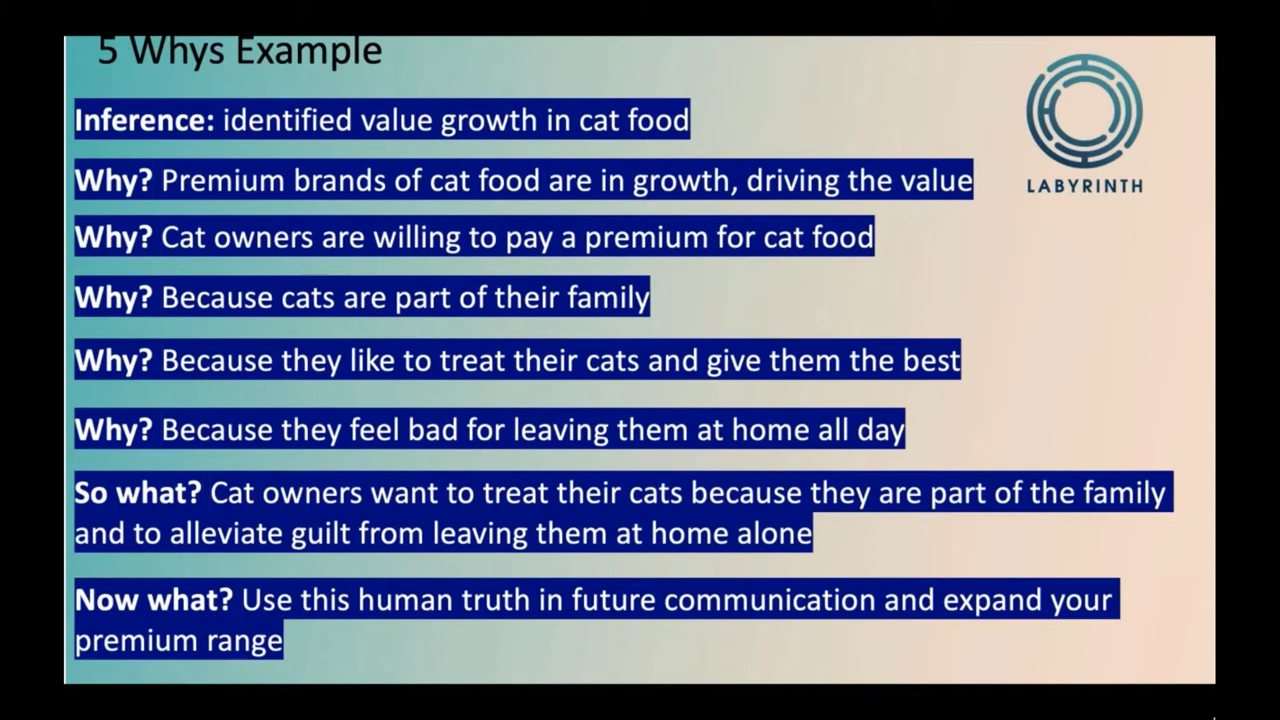 5 Whys Example
LABYRINTH
Inference: identified value growth in cat food
Why? Premium brands of cat food are in growth, driving the value
Why? Cat owners are willing to pay a premium for cat food
Why? Because cats are part of their family
Why? Because they like to treat their cats and give them the best
Why? Because they feel bad for leaving them at home all day
So what? Cat owners want to treat their cats because they are part of the family
and to alleviate guilt from leaving them at home alone
Now what? Use this human truth in future communication and expand your
premium range